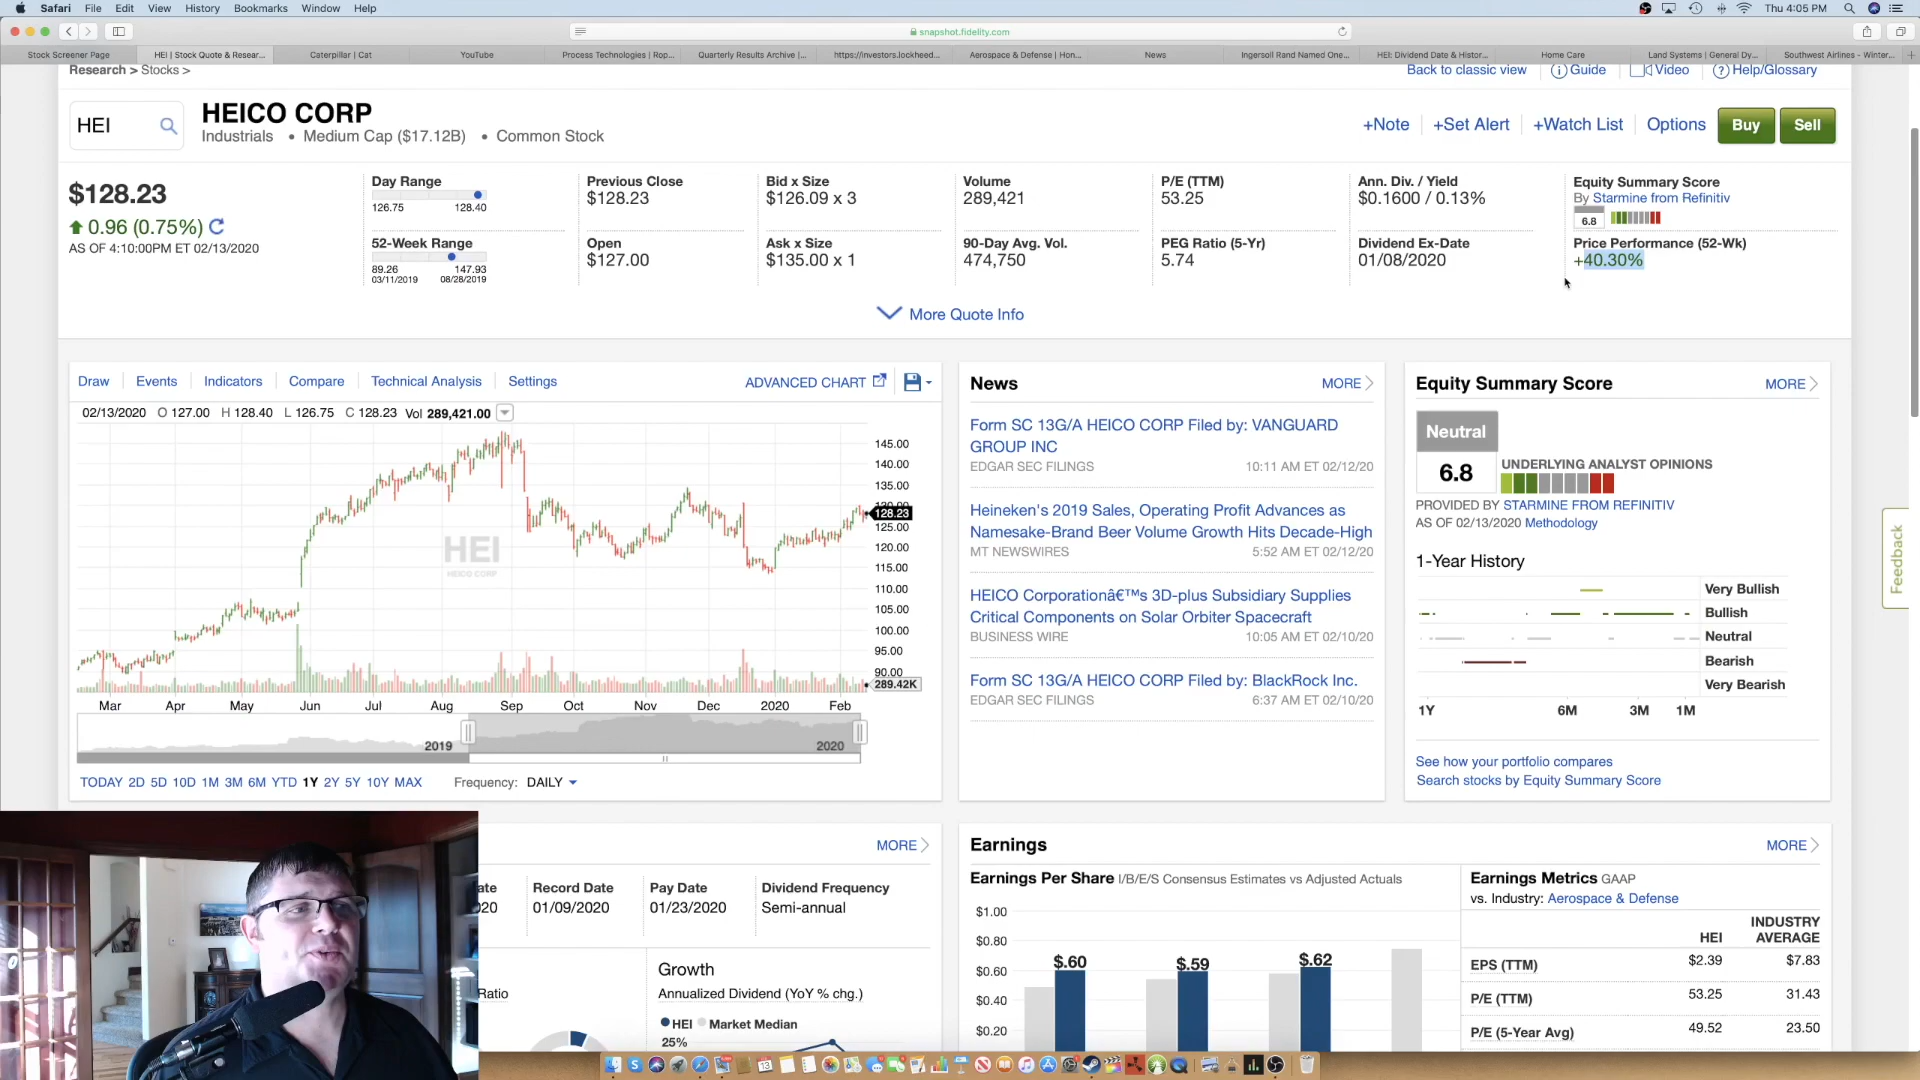 Safari File Edit View History Bookmarks Window Help Thu 4:05 PM
snapshot.fidelity.com
Stock Screener Page HEI | Stock Quote & Resear... Caterpillar | Cat YouTube Process Technologies | Rop... Quarterly Results Archive |... https://investors.lockheed... Aerospace & Defense | Hon... News Ingersoll Rand Named One... HEI: Dividend Date & Histor... Home Care Land Systems | General Dy... Southwest Airlines - Winter...
Research > Stocks > Back to classic view Guide Video Help/Glossary
HEI
HEICO CORP
Industrials • Medium Cap ($17.12B) • Common Stock
+Note +Set Alert +Watch List Options Buy Sell
$128.23
0.96 (0.75%)
AS OF 4:10:00PM ET 02/13/2020
Day Range
126.75 128.40
52-Week Range
89.26 147.93
03/11/2019 08/28/2019
Previous Close
$128.23
Open
$127.00
Bid x Size
$126.09 x 3
Ask x Size
$135.00 x 1
Volume
289,421
90-Day Avg. Vol.
474,750
P/E (TTM)
53.25
PEG Ratio (5-Yr)
5.74
Ann. Div. / Yield
$0.1600 / 0.13%
Dividend Ex-Date
01/08/2020
Equity Summary Score
By Starmine from Refinitiv
6.8
Price Performance (52-Wk)
+40.30%
More Quote Info
Draw Events Indicators Compare Technical Analysis Settings ADVANCED CHART
02/13/2020 O 127.00 H 128.40 L 126.75 C 128.23 Vol 289,421.00
145.00
140.00
135.00
130.00
128.23
125.00
120.00
115.00
110.00
105.00
100.00
95.00
90.00
289.42K
HEI
HEICO CORP
Mar Apr May Jun Jul Aug Sep Oct Nov Dec 2020 Feb
2019 2020
TODAY 2D 5D 10D 1M 3M 6M YTD 1Y 2Y 5Y 10Y MAX Frequency: DAILY
News MORE
Form SC 13G/A HEICO CORP Filed by: VANGUARD
GROUP INC
EDGAR SEC FILINGS 10:11 AM ET 02/12/20
Heineken's 2019 Sales, Operating Profit Advances as
Namesake-Brand Beer Volume Growth Hits Decade-High
MT NEWSWIRES 5:52 AM ET 02/12/20
HEICO Corporationâ€™s 3D-plus Subsidiary Supplies
Critical Components on Solar Orbiter Spacecraft
BUSINESS WIRE 10:05 AM ET 02/10/20
Form SC 13G/A HEICO CORP Filed by: BlackRock Inc.
EDGAR SEC FILINGS 6:37 AM ET 02/10/20
Equity Summary Score MORE
Neutral
6.8
UNDERLYING ANALYST OPINIONS
PROVIDED BY STARMINE FROM REFINITIV
AS OF 02/13/2020 Methodology
1-Year History
Very Bullish
Bullish
Neutral
Bearish
Very Bearish
1Y 6M 3M 1M
See how your portfolio compares
Search stocks by Equity Summary Score
Feedback
MORE
ate Record Date Pay Date Dividend Frequency
020 01/09/2020 01/23/2020 Semi-annual
Ratio
Growth
Annualized Dividend (YoY % chg.)
HEI Market Median
25%
Earnings MORE
Earnings Per Share I/B/E/S Consensus Estimates vs Adjusted Actuals
$1.00
$0.80
$0.60
$0.40
$0.20
$.60 $.59 $.62
Earnings Metrics GAAP
vs. Industry: Aerospace & Defense
HEI INDUSTRY AVERAGE
EPS (TTM) $2.39 $7.83
P/E (TTM) 53.25 31.43
P/E (5-Year Avg) 49.52 23.50